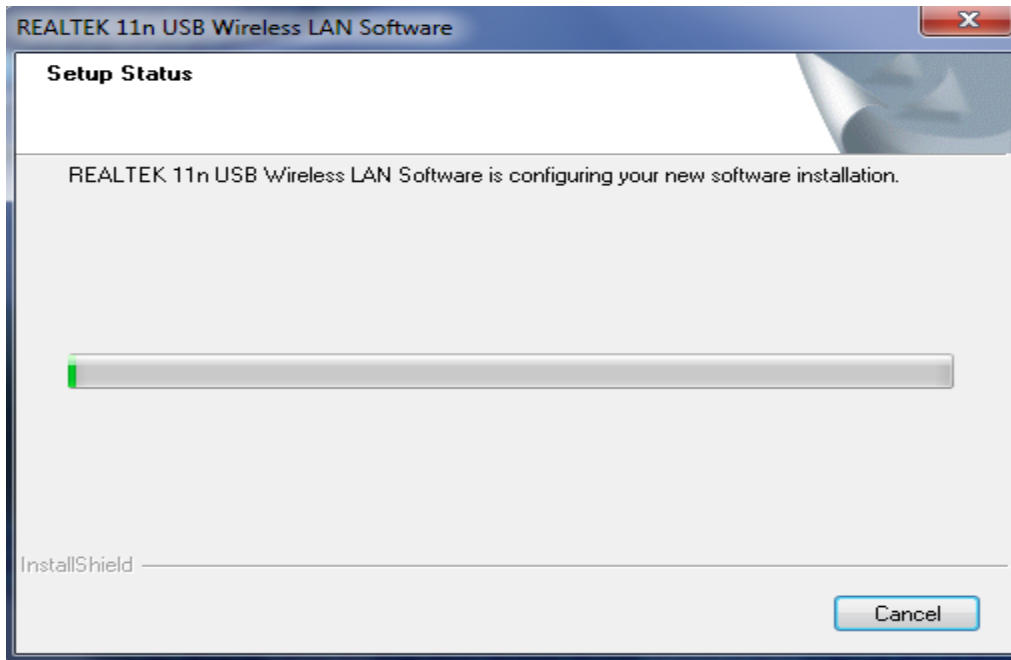 REALTEK 11n USB Wireless LAN Software
Setup Status
REALTEK 11n USB Wireless LAN Software is configuring your new software installation.
InstallShield
Cancel